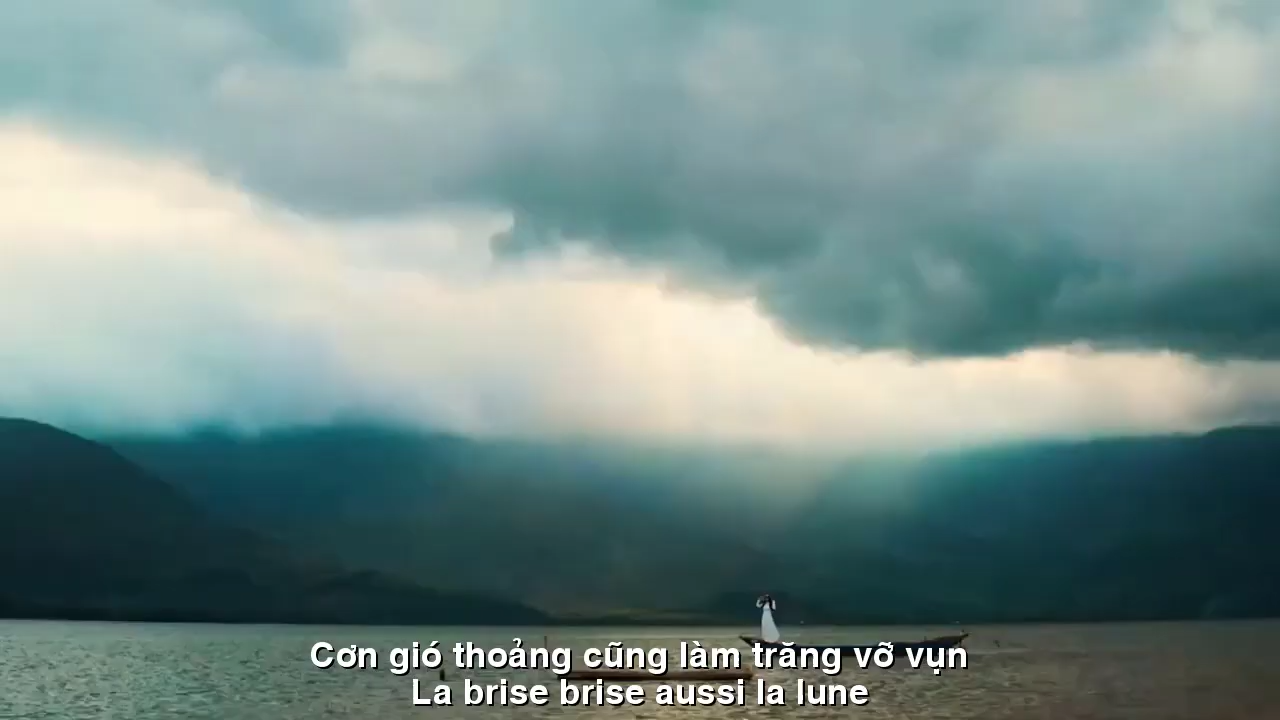 Cơn gió thoảng cũng làm trăng vỡ vụn
La brise brise aussi la lune